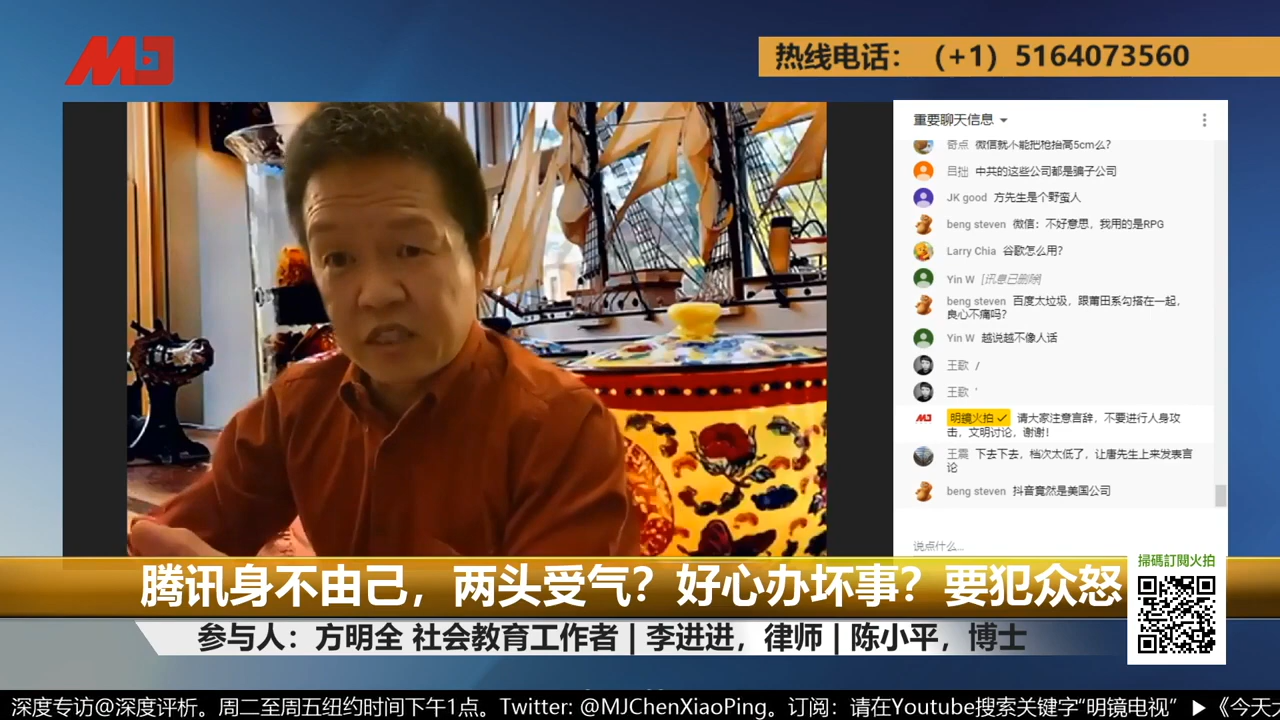 MJ
热线电话：（+1）5164073560
重要聊天信息
奇点 微信就不能把枪抬高5cm么？
吕拙 中共的这些公司都是骗子公司
JK good 方先生是个野蛮人
beng steven 微信：不好意思，我用的是RPG
Larry Chia 谷歌怎么用？
Yin W [讯息已删除]
beng steven 百度太垃圾，跟莆田系勾搭在一起，
良心不痛吗？
Yin W 越说越不像人话
王歌 /
王歌 '
明镜火拍 请大家注意言辞，不要进行人身攻
击，文明讨论，谢谢！
王震 下去下去，档次太低了，让唐先生上来发表言
论
beng steven 抖音竟然是美国公司
说点什么...
掃碼訂閱火拍
腾讯身不由己，两头受气？好心办坏事？要犯众怒
参与人：方明全 社会教育工作者 | 李进进，律师 | 陈小平，博士
深度专访@深度评析。周二至周五纽约时间下午1点。Twitter: @MJChenXiaoPing。订阅：请在Youtube搜索关键字“明镜电视” ▶《今天